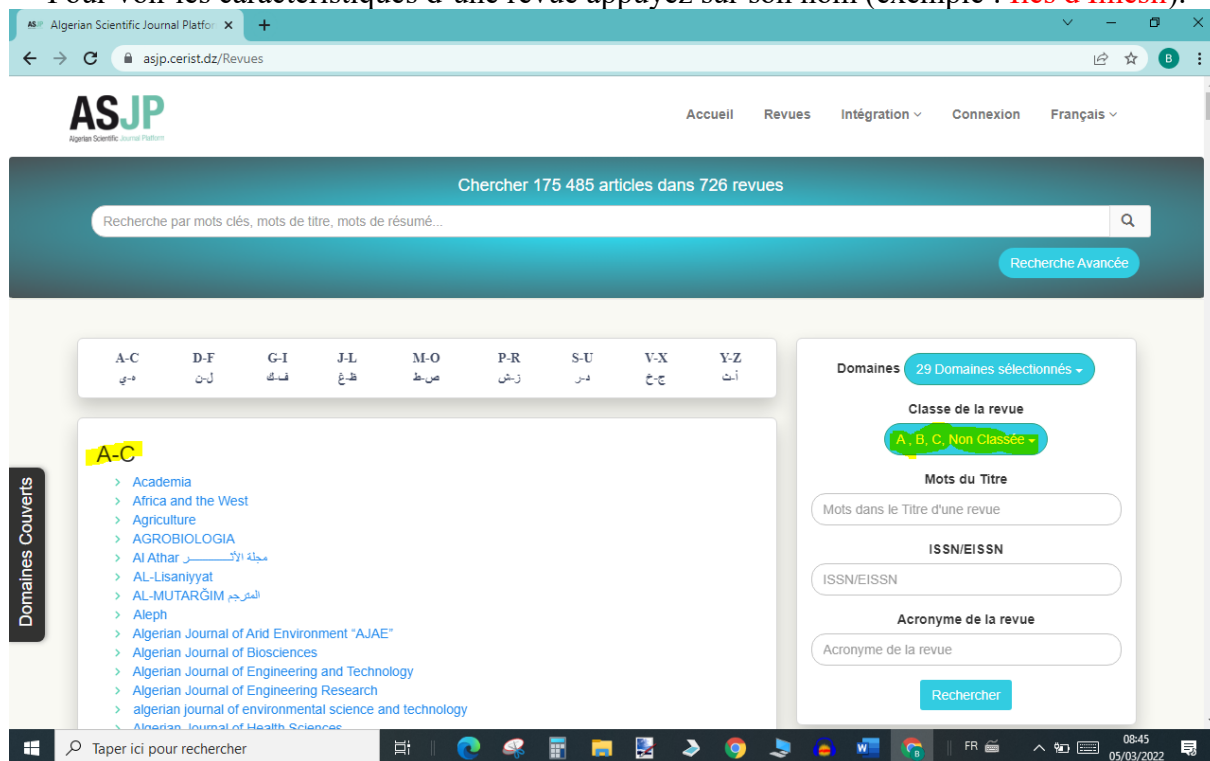 Algerian Scientific Journal Platfor
asjp.cerist.dz/Revues
B
ASJP
Algerian Scientific Journal Platform
Accueil Revues Intégration Connexion Français
Chercher 175 485 articles dans 726 revues
Recherche par mots clés, mots de titre, mots de résumé...
Recherche Avancée
A-C D-F G-I J-L M-O P-R S-U V-X Y-Z
ه-ي ل-ن ف-ك ظ-غ ص-ط ز-ش د-ر ج-خ أ-ث
A-C
Academia
Africa and the West
Agriculture
AGROBIOLOGIA
Al Athar مجلة الأثـــــــر
AL-Lisaniyyat
AL-MUTARĞIM المترجم
Aleph
Algerian Journal of Arid Environment “AJAE”
Algerian Journal of Biosciences
Algerian Journal of Engineering and Technology
Algerian Journal of Engineering Research
algerian journal of environmental science and technology
Algerian Journal of Health Sciences
Domaines Couverts
Domaines 29 Domaines sélectionnés
Classe de la revue
A , B, C, Non Classée
Mots du Titre
Mots dans le Titre d'une revue
ISSN/EISSN
ISSN/EISSN
Acronyme de la revue
Acronyme de la revue
Rechercher
Taper ici pour rechercher
FR
08:45
05/03/2022